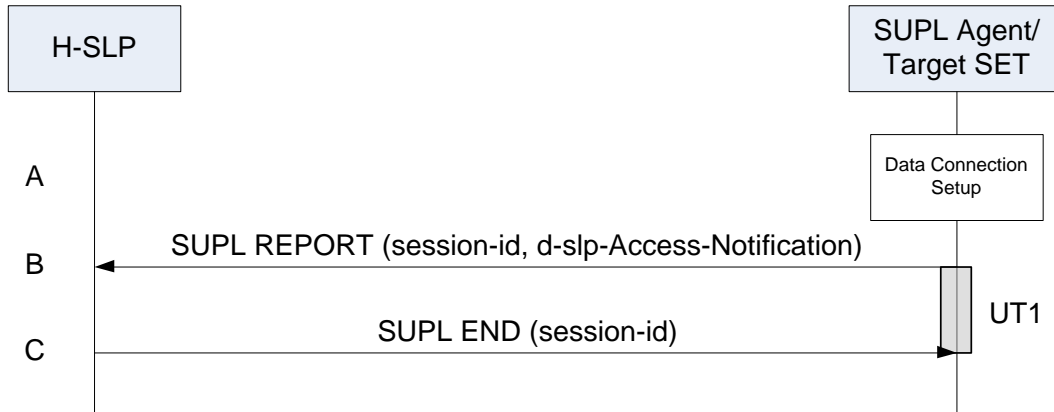 H-SLP
SUPL Agent/
Target SET
A
Data Connection
Setup
B
SUPL REPORT (session-id, d-slp-Access-Notification)
UT1
C
SUPL END (session-id)